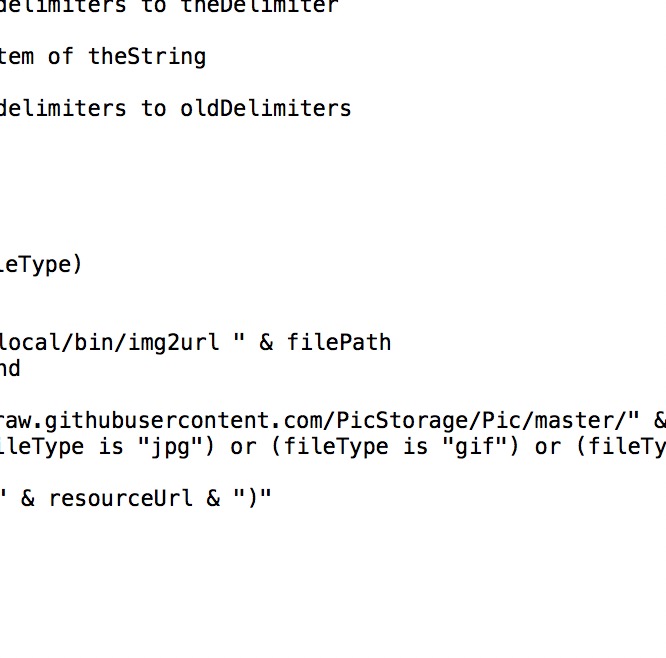 delimiters to theDelimiter
tem of theString
delimiters to oldDelimiters
leType)
local/bin/img2url " & filePath
nd
raw.githubusercontent.com/PicStorage/Pic/master/" &
ileType is "jpg") or (fileType is "gif") or (fileTy
" & resourceUrl & ")"